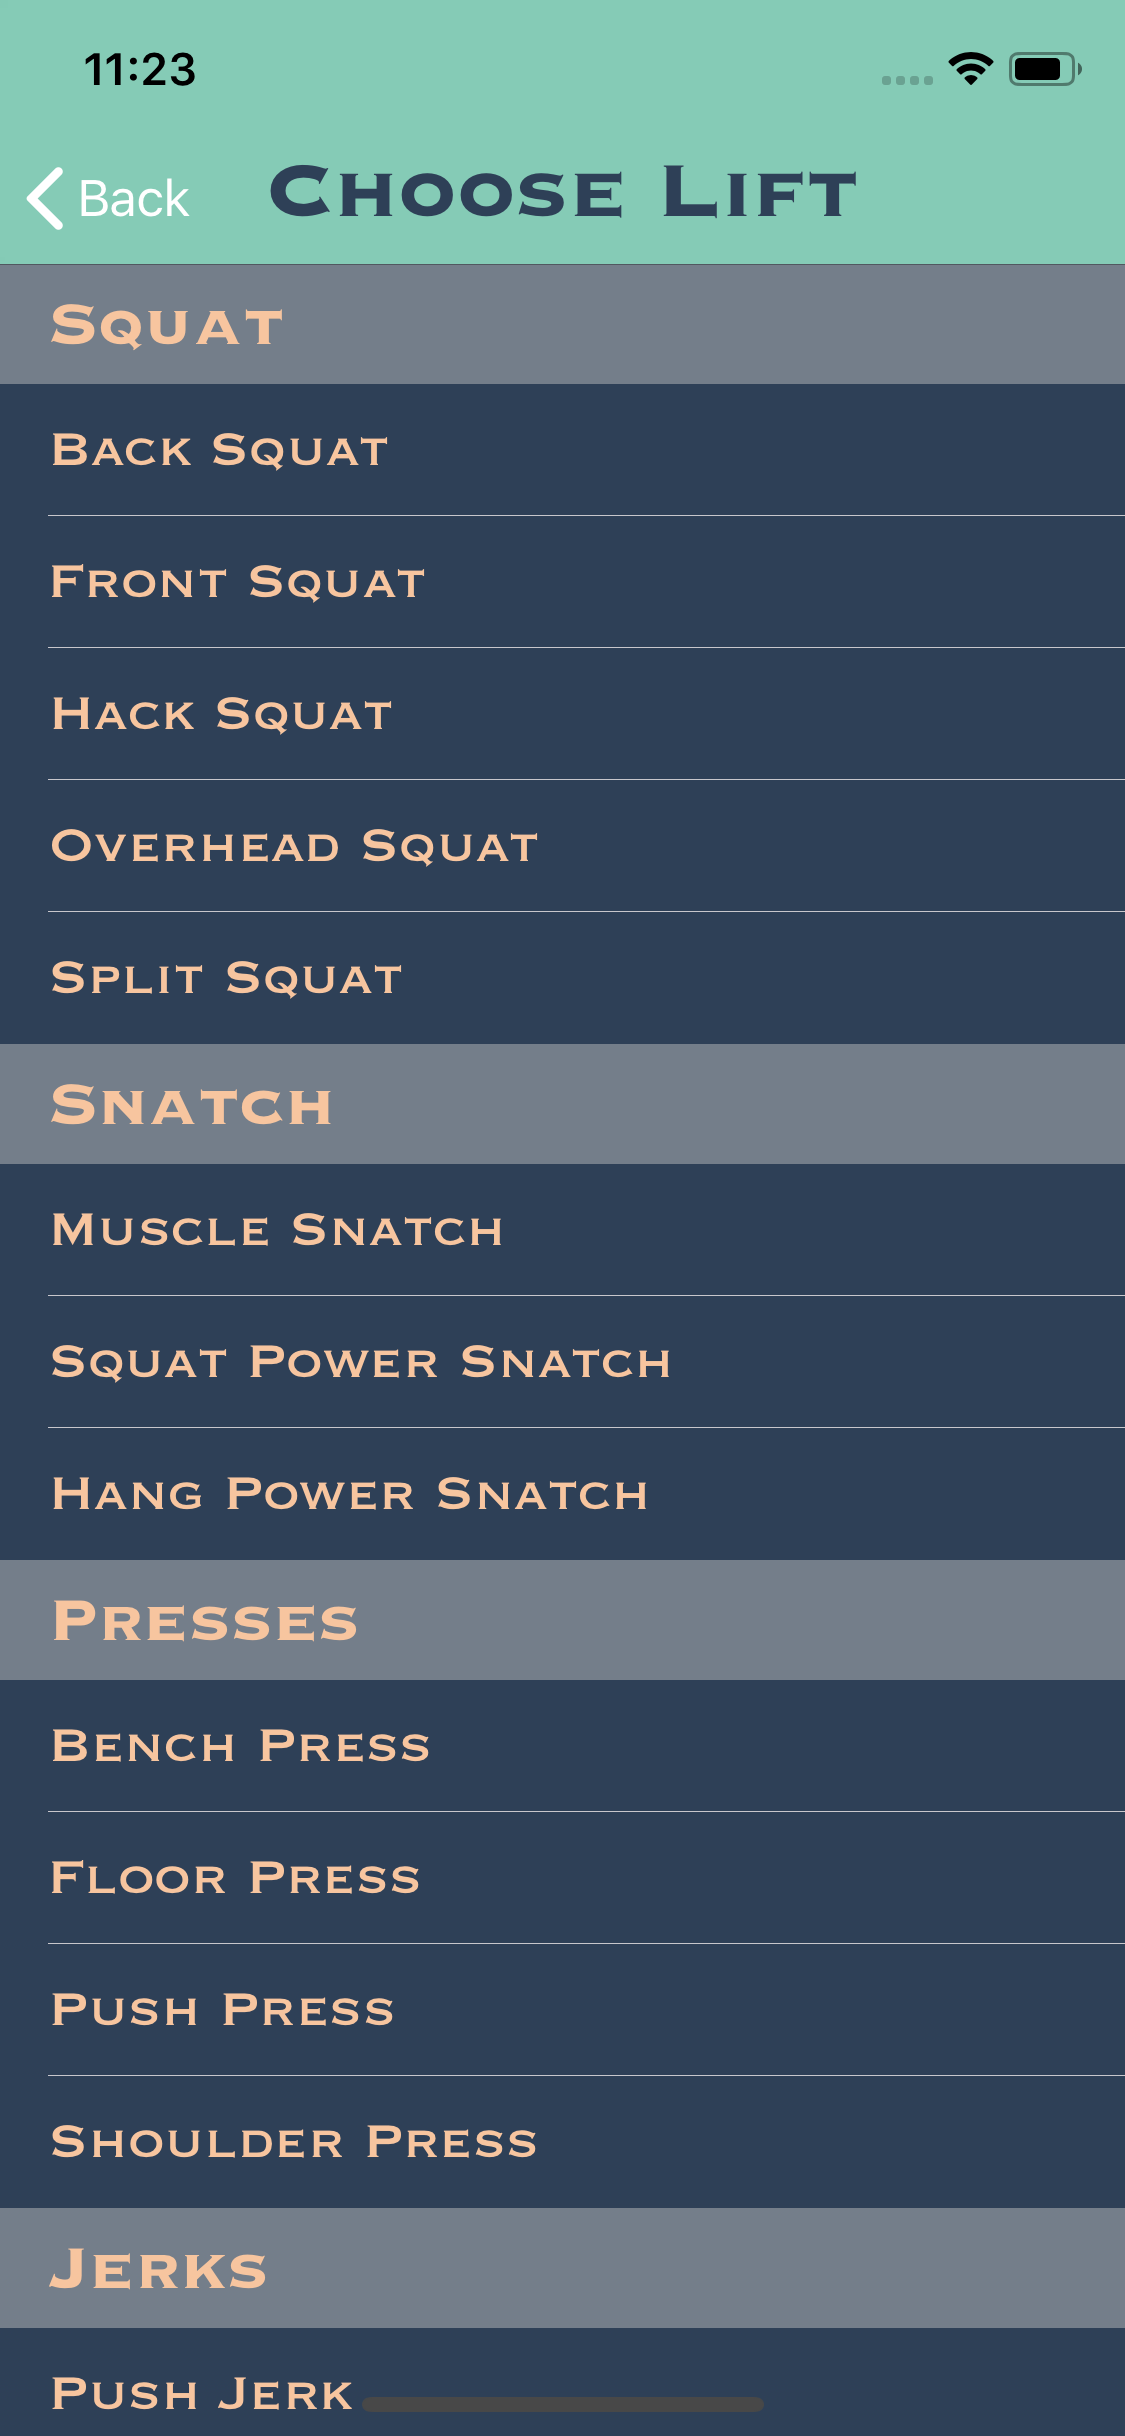 11:23
Back
Choose Lift
Squat
Back Squat
Front Squat
Hack Squat
Overhead Squat
Split Squat
Snatch
Muscle Snatch
Squat Power Snatch
Hang Power Snatch
Presses
Bench Press
Floor Press
Push Press
Shoulder Press
Jerks
Push Jerk